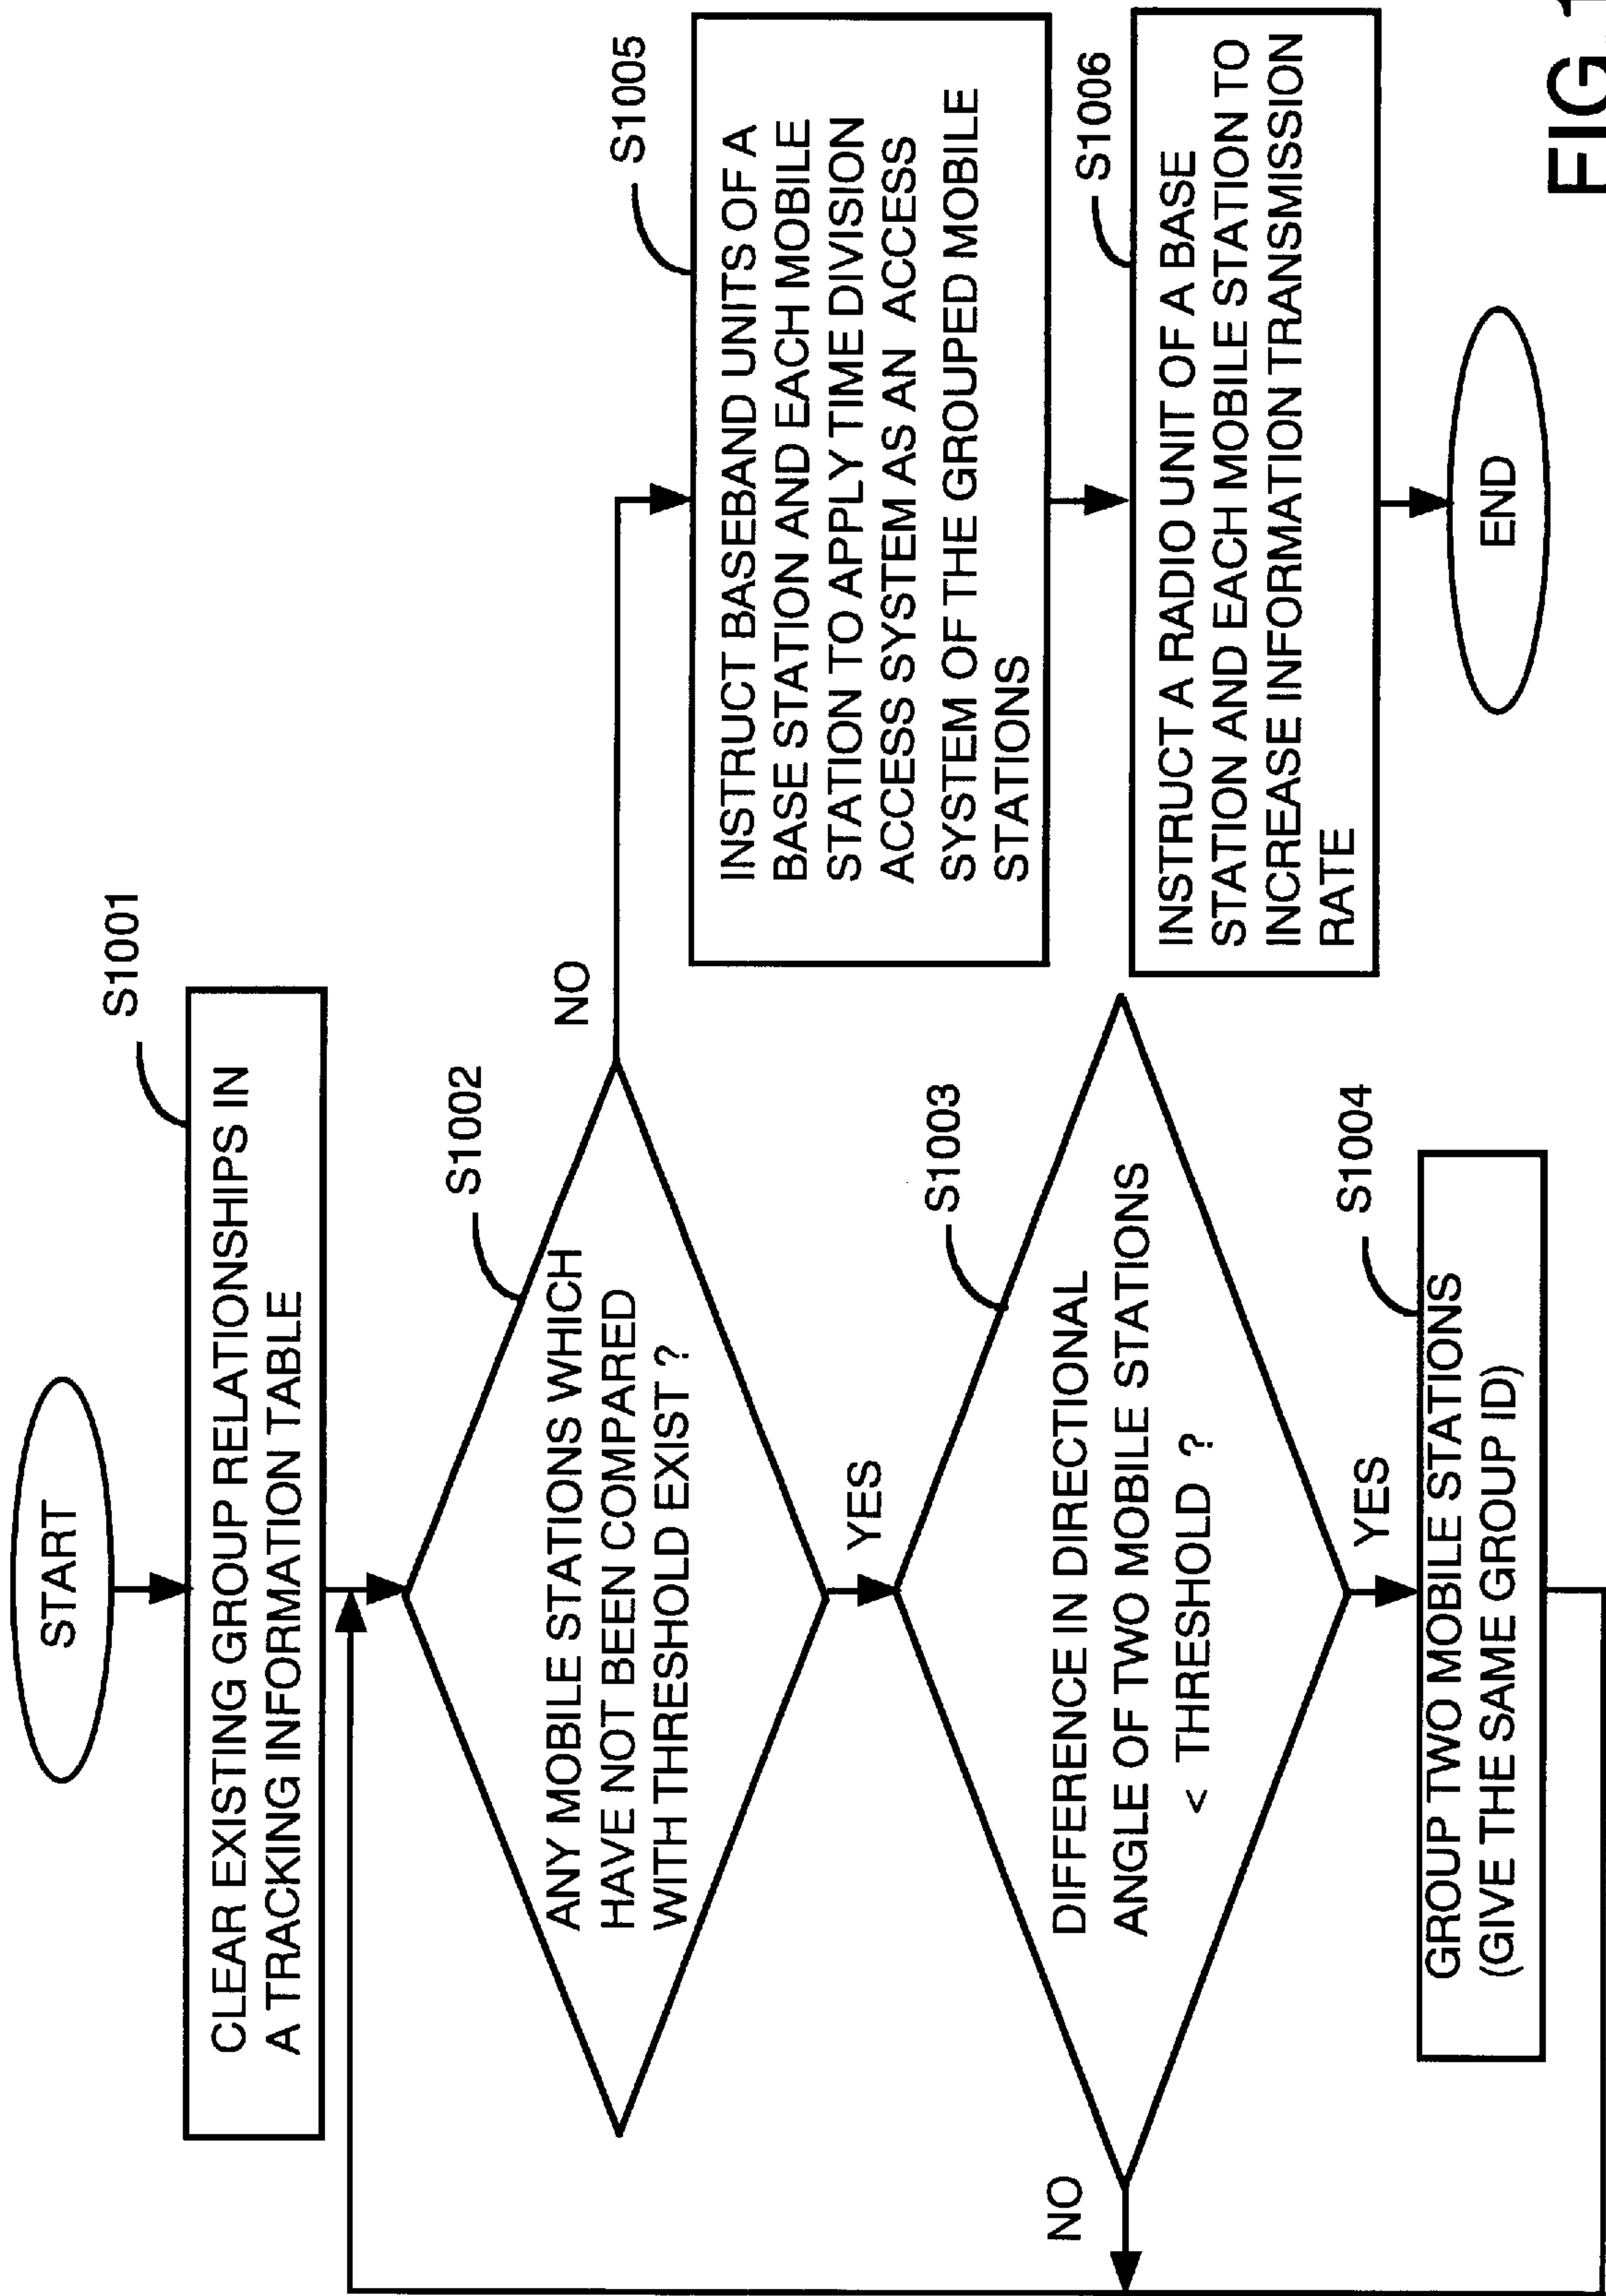 START
S1001
CLEAR EXISTING GROUP RELATIONSHIPS IN
A TRACKING INFORMATION TABLE
S1002
ANY MOBILE STATIONS WHICH
HAVE NOT BEEN COMPARED
WITH THRESHOLD EXIST ?
NO
YES
S1003
DIFFERENCE IN DIRECTIONAL
ANGLE OF TWO MOBILE STATIONS
< THRESHOLD ?
NO
YES
S1004
GROUP TWO MOBILE STATIONS
(GIVE THE SAME GROUP ID)
S1005
INSTRUCT BASEBAND UNITS OF A
BASE STATION AND EACH MOBILE
STATION TO APPLY TIME DIVISION
ACCESS SYSTEM AS AN ACCESS
SYSTEM OF THE GROUPED MOBILE
STATIONS
S1006
INSTRUCT A RADIO UNIT OF A BASE
STATION AND EACH MOBILE STATION TO
INCREASE INFORMATION TRANSMISSION
RATE
END
FIG.